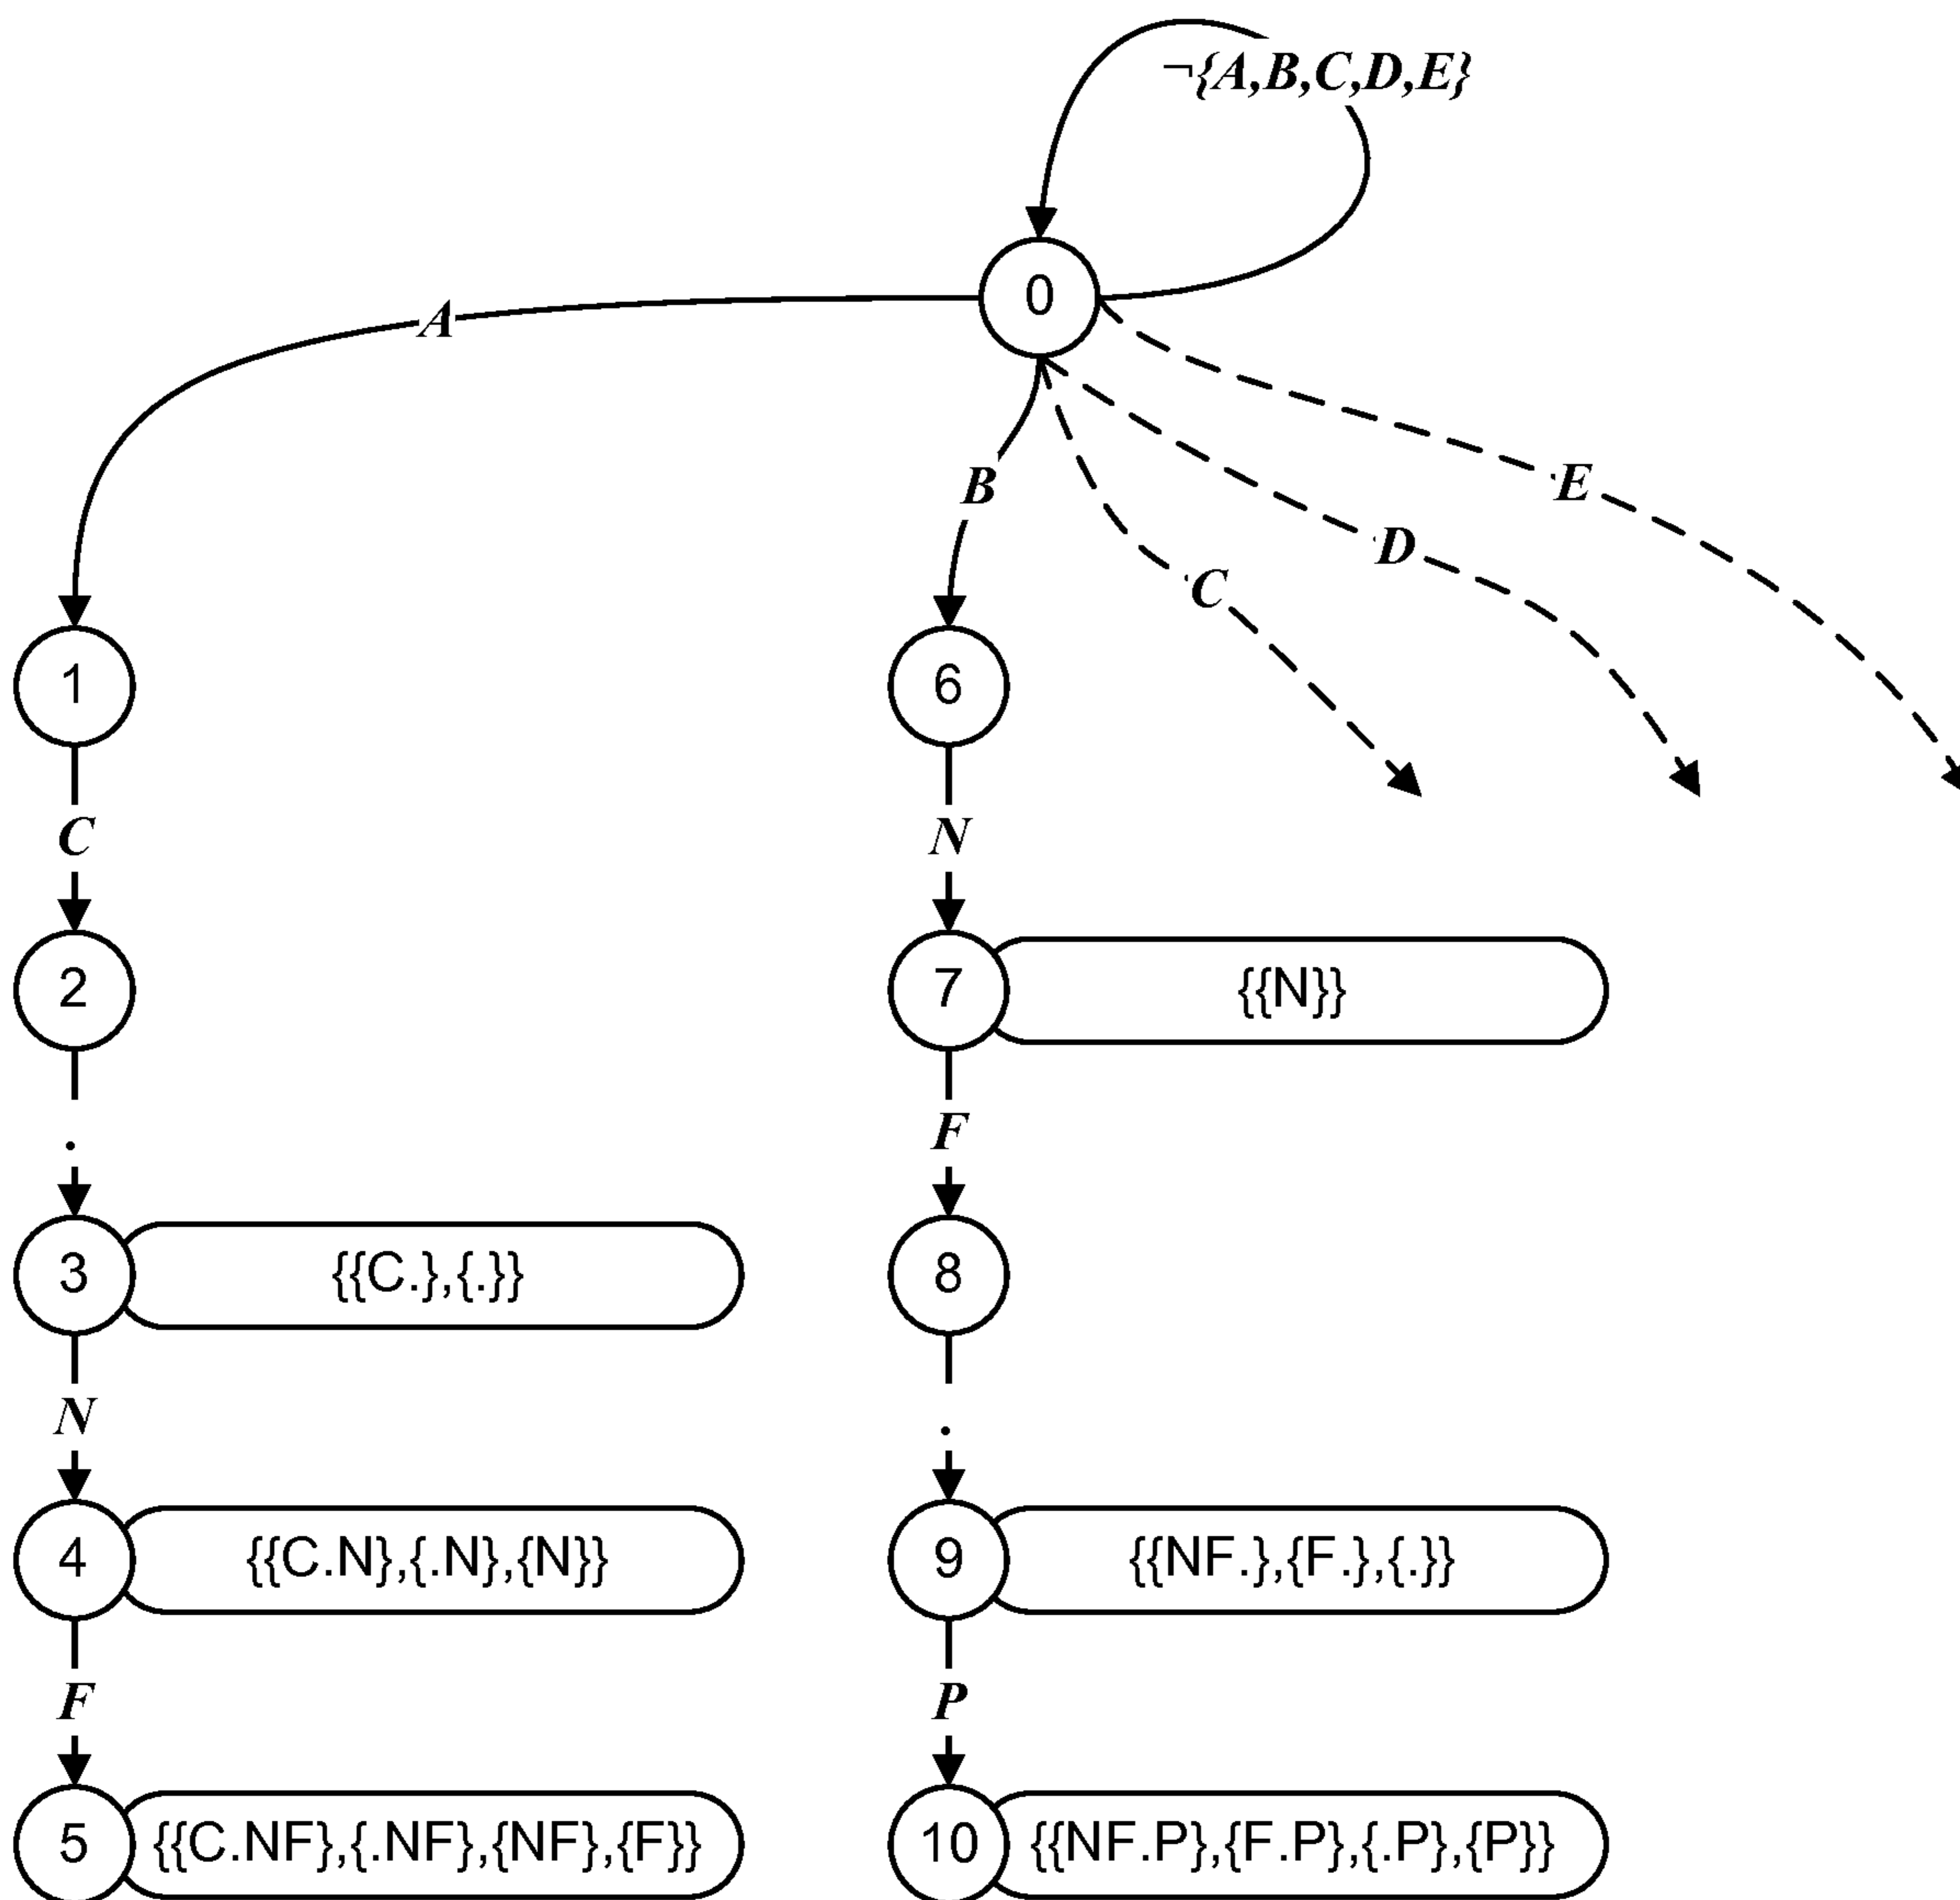 ¬{A,B,C,D,E}
0
A
B
E
D
C
1
6
C
N
2
7
{{N}}
.
F
3
{{C.},{.}}
8
N
.
4
{{C.N},{.N},{N}}
9
{{NF.},{F.},{.}}
F
P
5
{{C.NF},{.NF},{NF},{F}}
10
{{NF.P},{F.P},{.P},{P}}